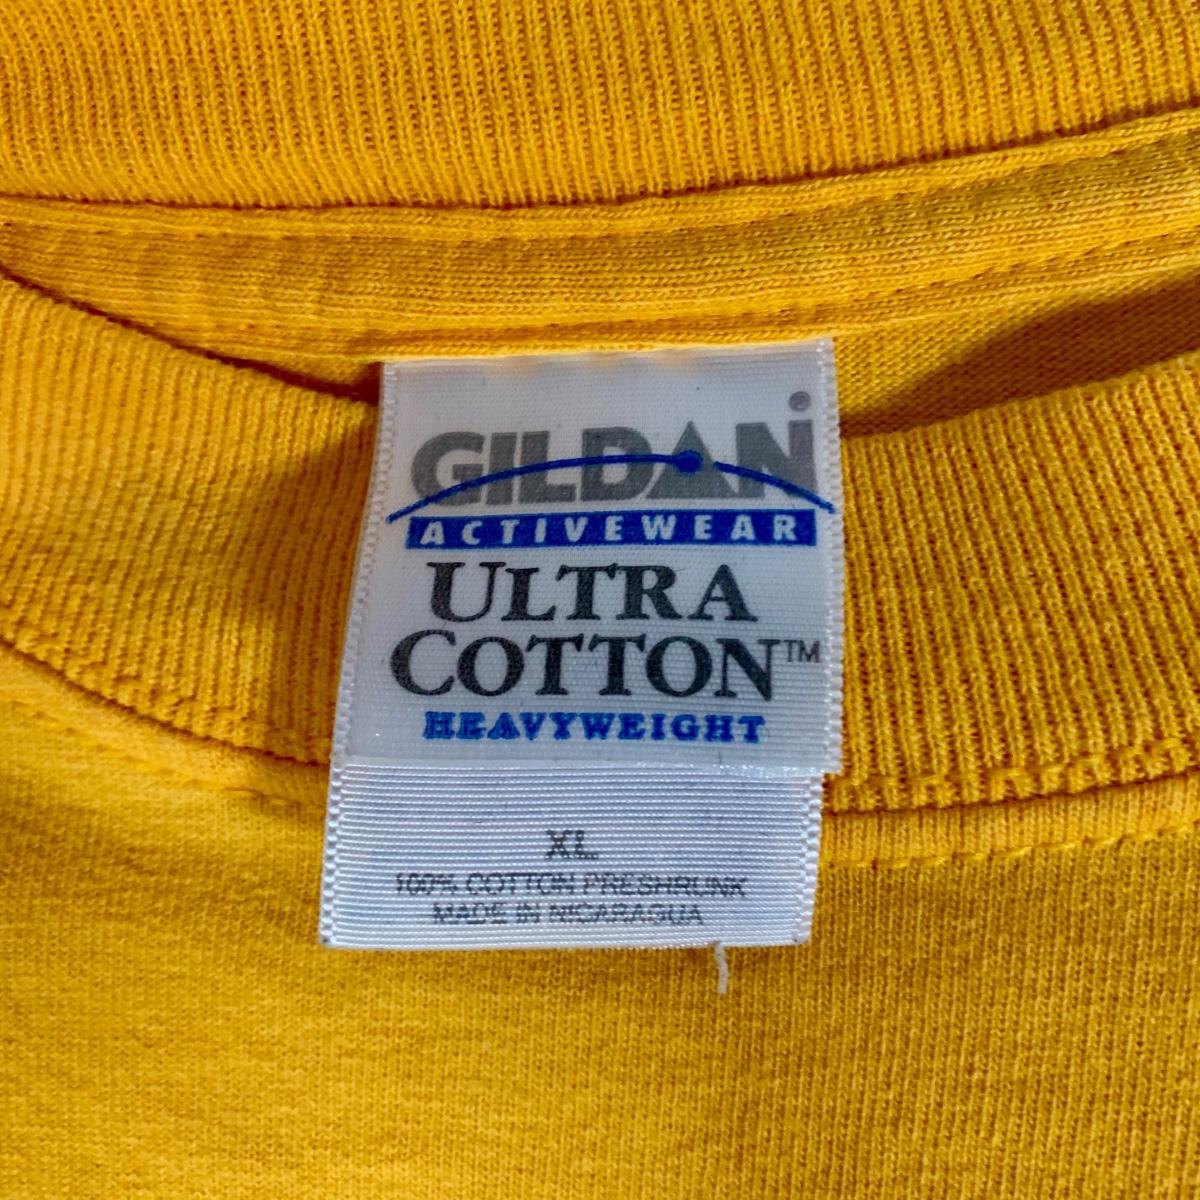 GILDAN
ACTIVEWEAR
ULTRA
COTTON™
HEAVYWEIGHT
XL
100% COTTON PRESHRUNK
MADE IN NICARAGUA